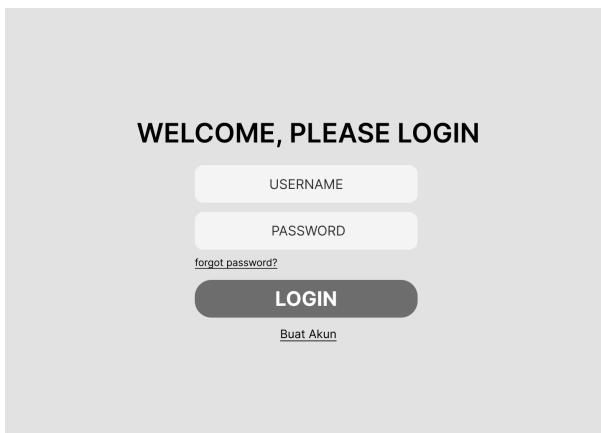 WELCOME, PLEASE LOGIN
USERNAME
PASSWORD
forgot password?
LOGIN
Buat Akun